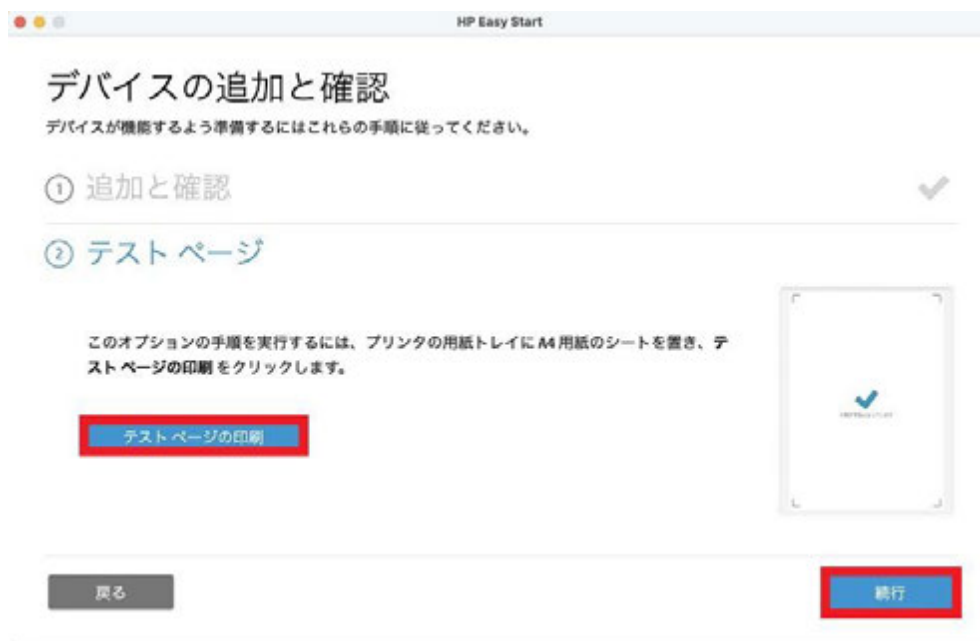 HP Easy Start
デバイスの追加と確認
デバイスが機能するよう準備するにはこれらの手順に従ってください。
① 追加と確認
② テスト ページ
このオプションの手順を実行するには、プリンタの用紙トレイに A4 用紙のシートを置き、テ
スト ページの印刷 をクリックします。
テスト ページの印刷
戻る
続行